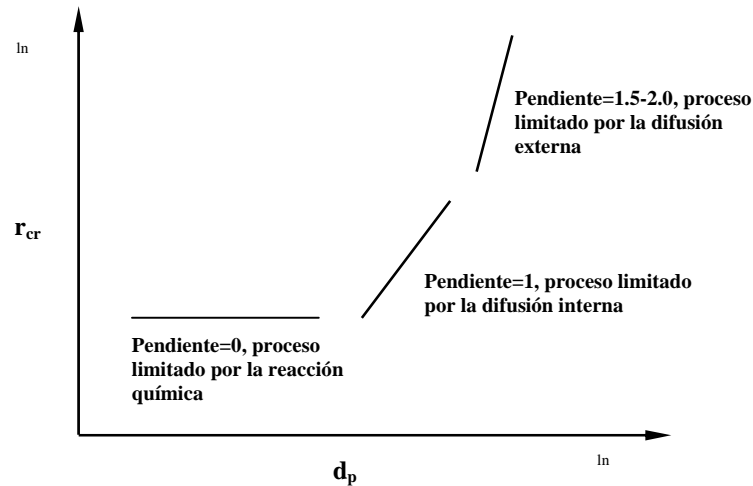 ln
Pendiente=1.5-2.0, proceso
limitado por la difusión
externa
r_cr
Pendiente=1, proceso limitado
por la difusión interna
Pendiente=0, proceso
limitado por la reacción
química
ln
d_p